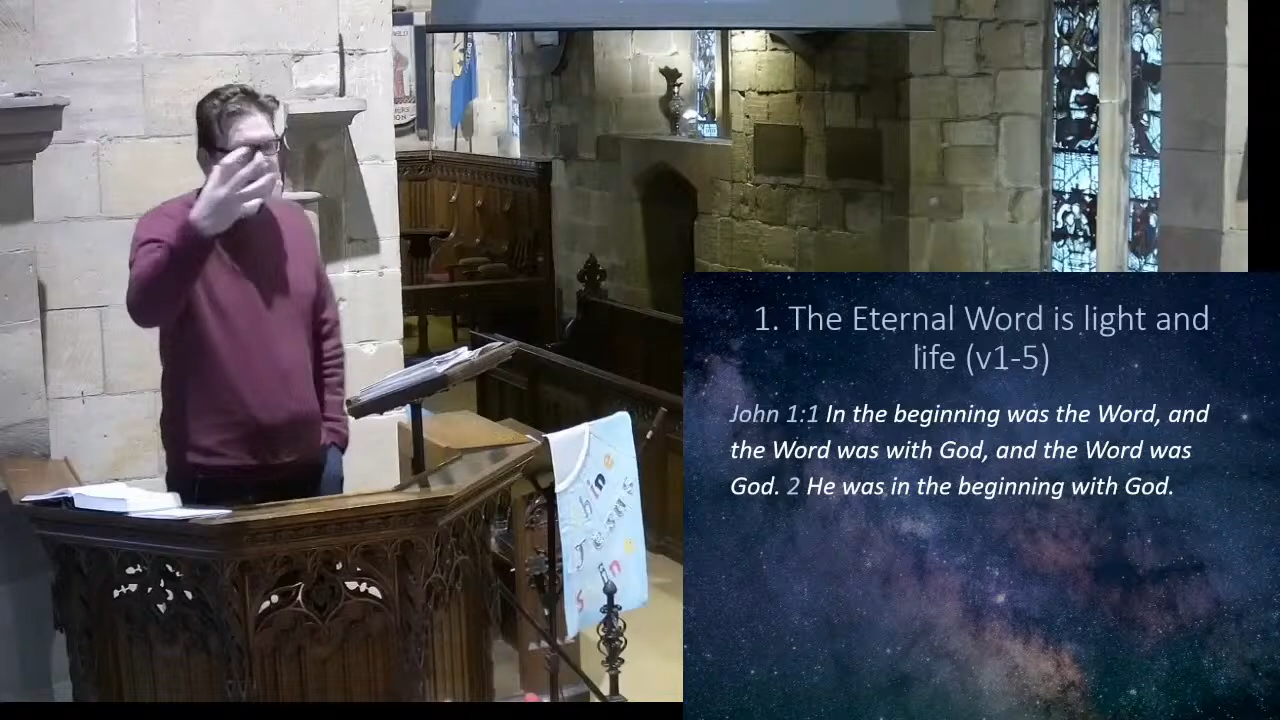 1. The Eternal Word is light and
life (v1-5)
John 1:1 In the beginning was the Word, and
the Word was with God, and the Word was
God. 2 He was in the beginning with God.
hine
Jesus